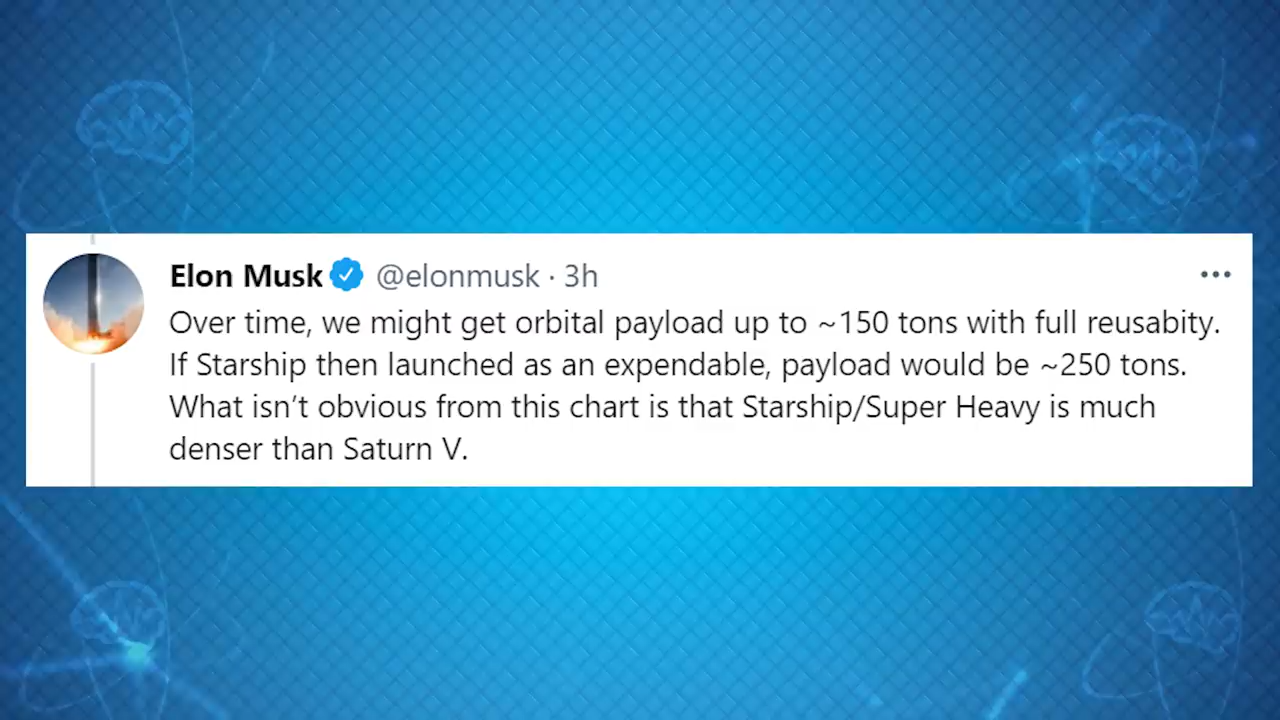 Elon Musk @elonmusk · 3h
Over time, we might get orbital payload up to ~150 tons with full reusabity.
If Starship then launched as an expendable, payload would be ~250 tons.
What isn’t obvious from this chart is that Starship/Super Heavy is much
denser than Saturn V.